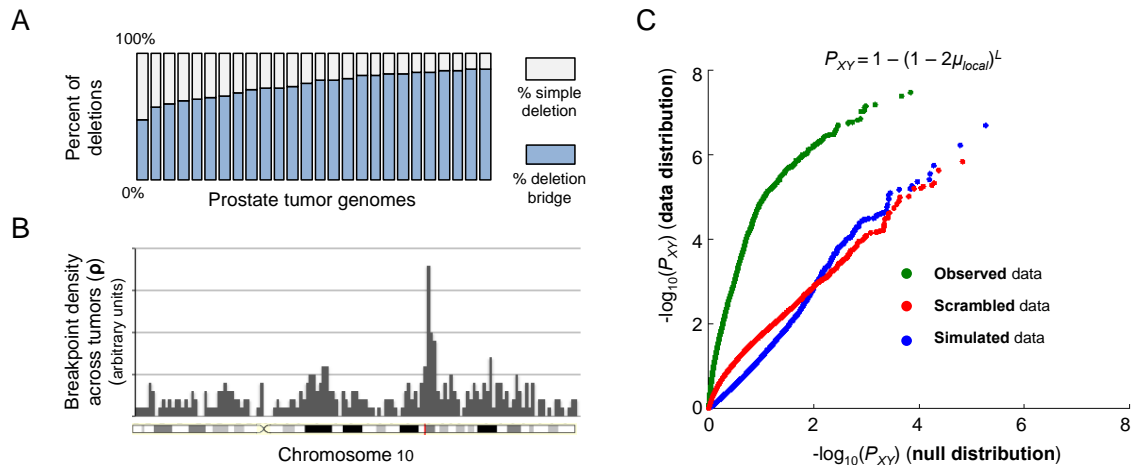 A
100%
Percent of
deletions
0%
Prostate tumor genomes
% simple
deletion
% deletion
bridge
B
Breakpoint density
across tumors (ρ)
(arbitrary units)
Chromosome 10
C
P_XY = 1 – (1 – 2μ_local)^L
-log₁₀(P_XY) (data distribution)
8
6
4
2
0
Observed data
Scrambled data
Simulated data
0
2
4
6
8
-log₁₀(P_XY) (null distribution)